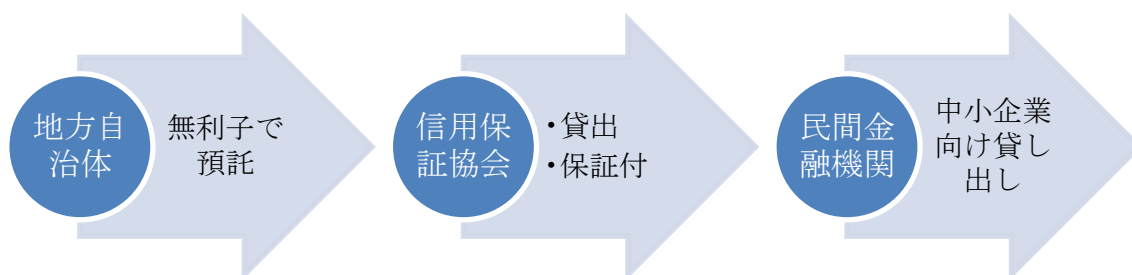 地方自
治体
無利子で
預託
信用保
証協会
・貸出
・保証付
民間金
融機関
中小企業
向け貸し
出し